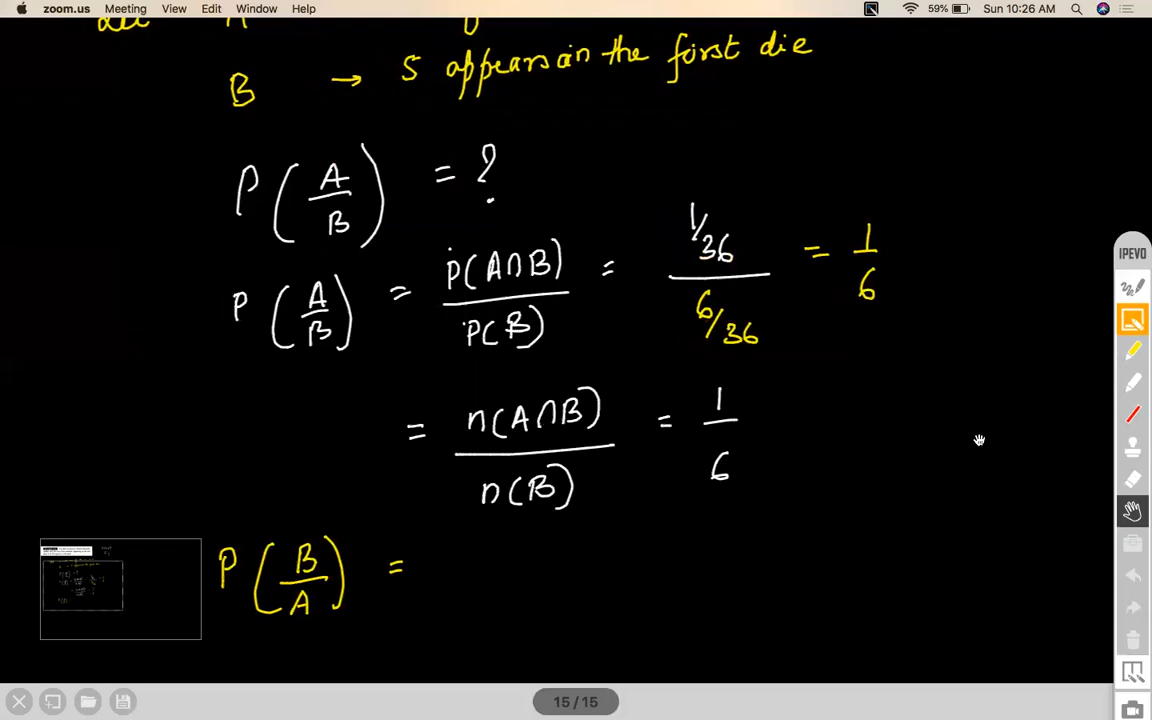 zoom.us Meeting View Edit Window Help 59% Sun 10:26 AM
B → 5 appears in the first die
P(A/B) = ?
P(A/B) = P(A∩B)/P(B) = (1/36)/(6/36) = 1/6
= n(A∩B)/n(B) = 1/6
P(B/A) =
IPEVO
15/15